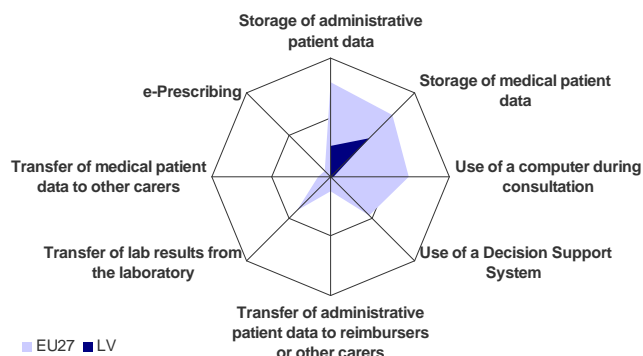 Storage of administrative
patient data
Storage of medical patient
data
Use of a computer during
consultation
Use of a Decision Support
System
Transfer of administrative
patient data to reimbursers
or other carers
Transfer of lab results from
the laboratory
Transfer of medical patient
data to other carers
e-Prescribing
EU27 LV